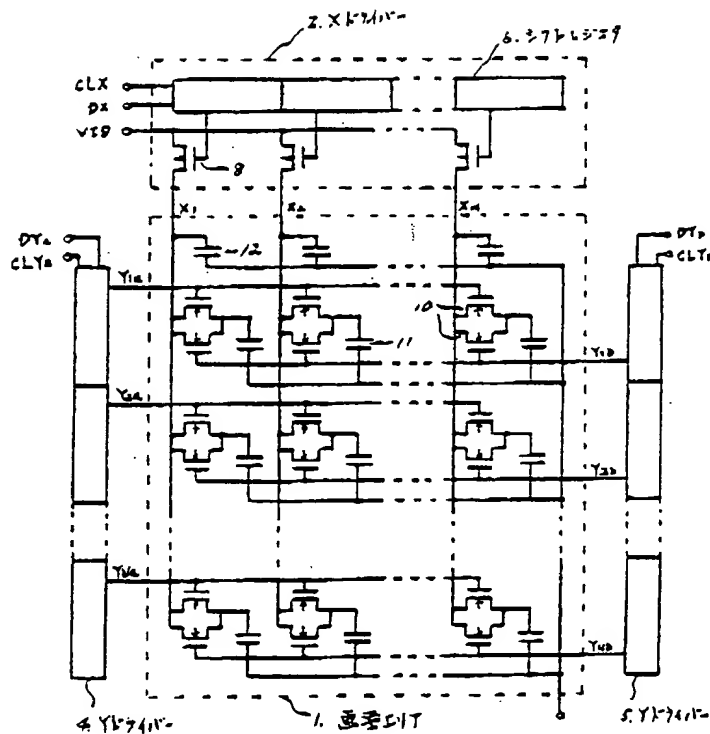 2. Xドライバー
6. シフトレジスタ
CLX
DX
VID
8
X1
X2
XM
DYa
CLYa
DYb
CLYb
12
Y1a
10
11
Y1b
Y2a
Y2b
YNa
YNb
4. Yドライバー
1. 画素エリア
5. Yドライバー